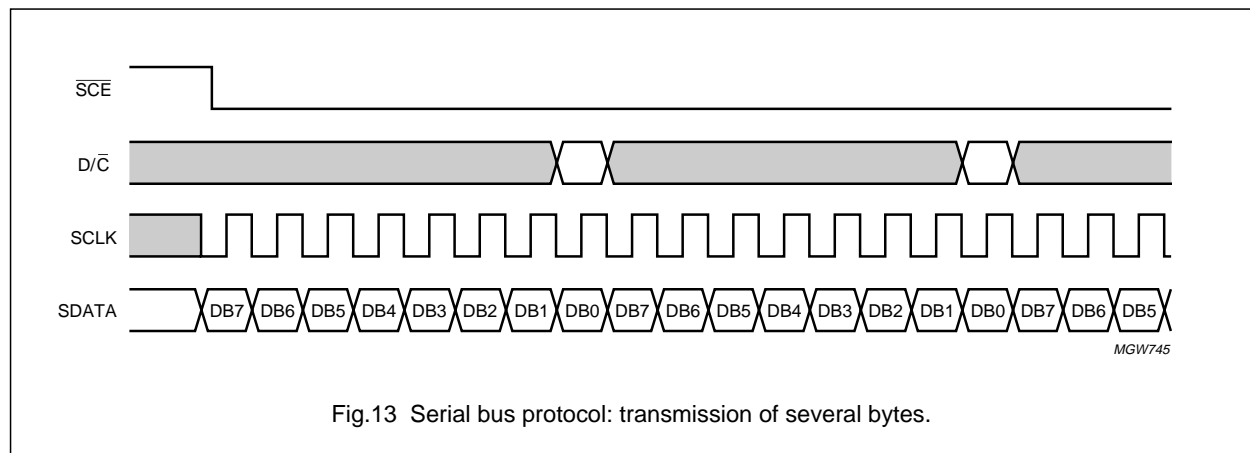 SCE
D/C
SCLK
SDATA DB7 DB6 DB5 DB4 DB3 DB2 DB1 DB0 DB7 DB6 DB5 DB4 DB3 DB2 DB1 DB0 DB7 DB6 DB5
MGW745
Fig.13 Serial bus protocol: transmission of several bytes.